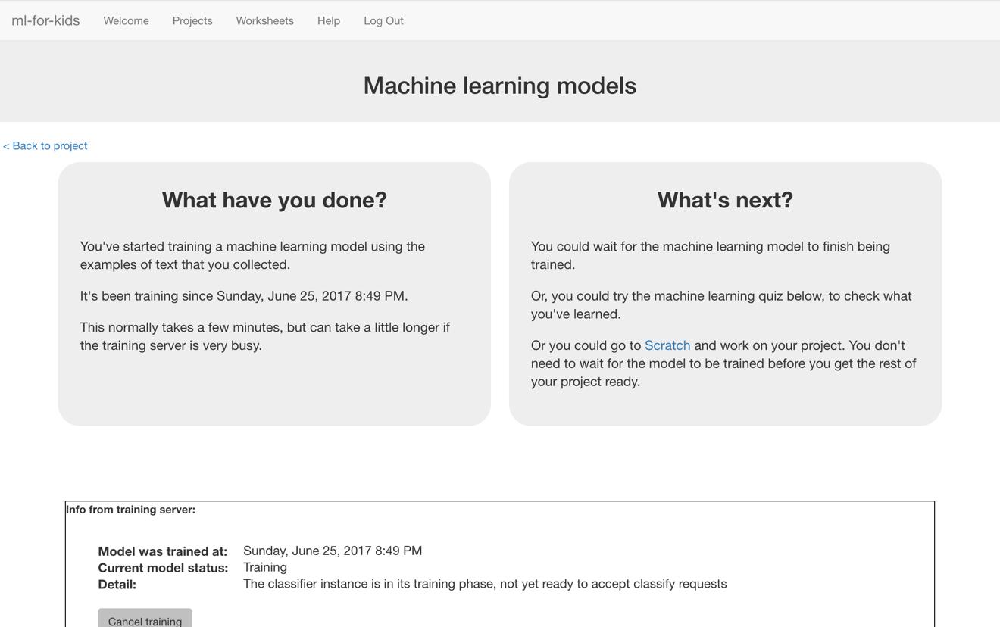 ml-for-kids Welcome Projects Worksheets Help Log Out
Machine learning models
< Back to project
What have you done?
You've started training a machine learning model using the
examples of text that you collected.
It's been training since Sunday, June 25, 2017 8:49 PM.
This normally takes a few minutes, but can take a little longer if
the training server is very busy.
What's next?
You could wait for the machine learning model to finish being
trained.
Or, you could try the machine learning quiz below, to check what
you've learned.
Or you could go to Scratch and work on your project. You don't
need to wait for the model to be trained before you get the rest of
your project ready.
Info from training server:
Model was trained at: Sunday, June 25, 2017 8:49 PM
Current model status: Training
Detail: The classifier instance is in its training phase, not yet ready to accept classify requests
Cancel training